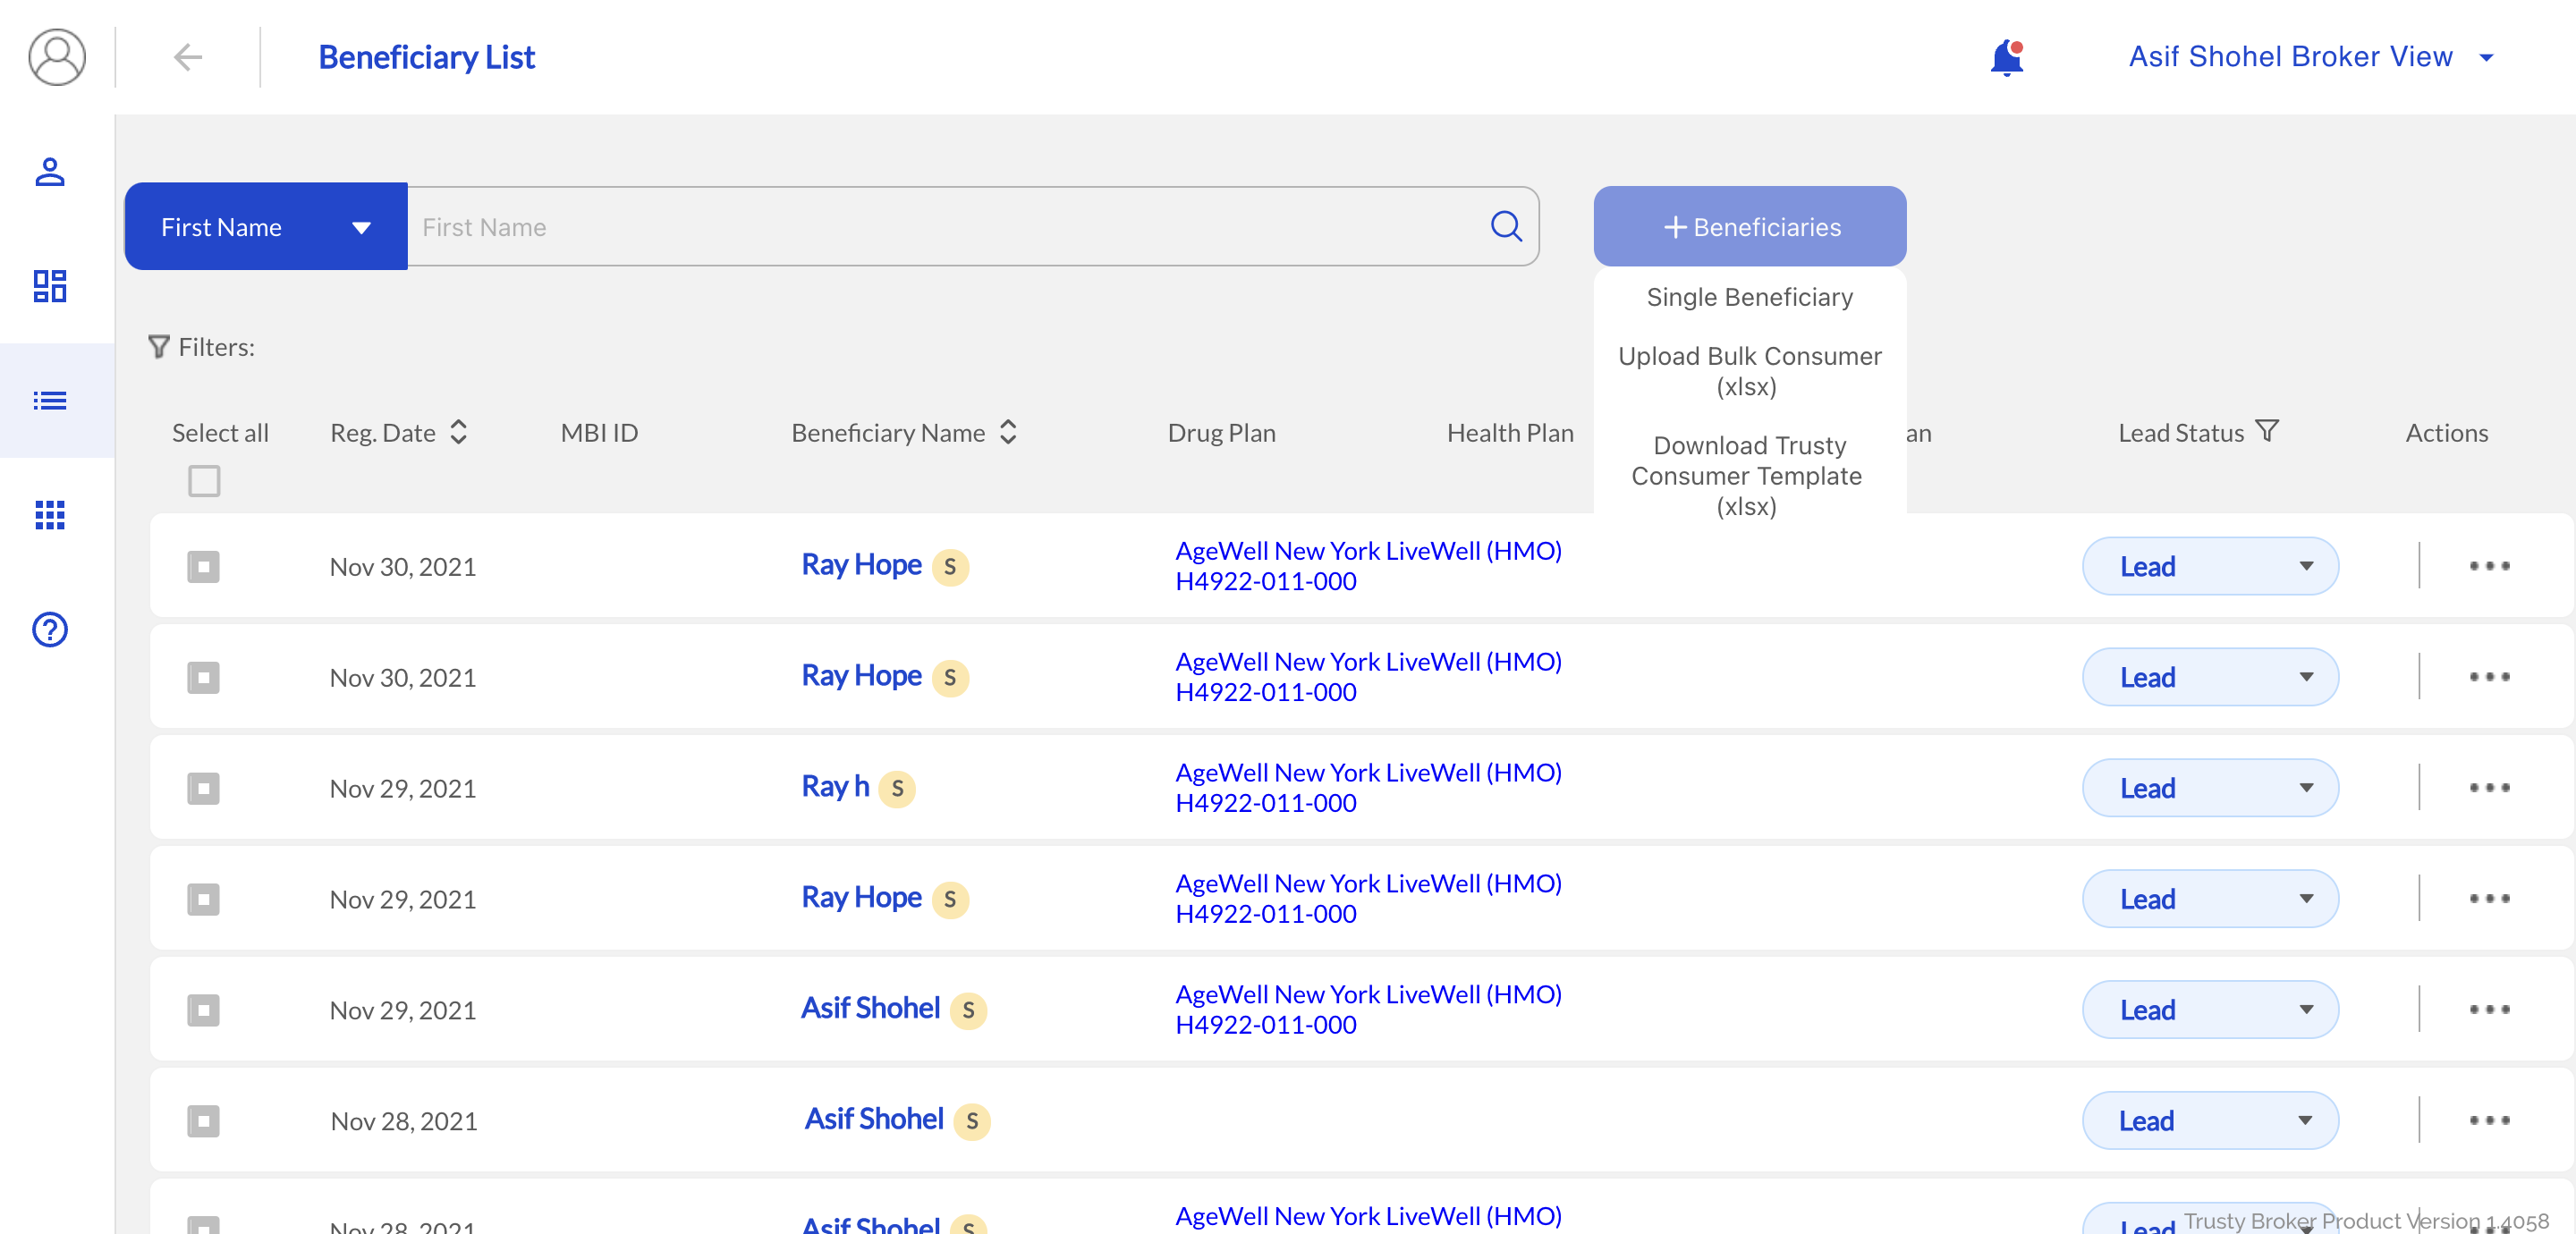 Beneficiary List
Asif Shohel Broker View
First Name
First Name
+ Beneficiaries
Single Beneficiary
Upload Bulk Consumer
(xlsx)
Download Trusty
Consumer Template
(xlsx)
Filters:
Select all
Reg. Date
MBI ID
Beneficiary Name
Drug Plan
Health Plan
an
Lead Status
Actions
Nov 30, 2021
Ray Hope
S
AgeWell New York LiveWell (HMO)
H4922-011-000
Lead
Nov 30, 2021
Ray Hope
S
AgeWell New York LiveWell (HMO)
H4922-011-000
Lead
Nov 29, 2021
Ray h
S
AgeWell New York LiveWell (HMO)
H4922-011-000
Lead
Nov 29, 2021
Ray Hope
S
AgeWell New York LiveWell (HMO)
H4922-011-000
Lead
Nov 29, 2021
Asif Shohel
S
AgeWell New York LiveWell (HMO)
H4922-011-000
Lead
Nov 28, 2021
Asif Shohel
S
Lead
Nov 28, 2021
Asif Shohel
S
AgeWell New York LiveWell (HMO)
Lead
Trusty Broker Product Version 1.4058